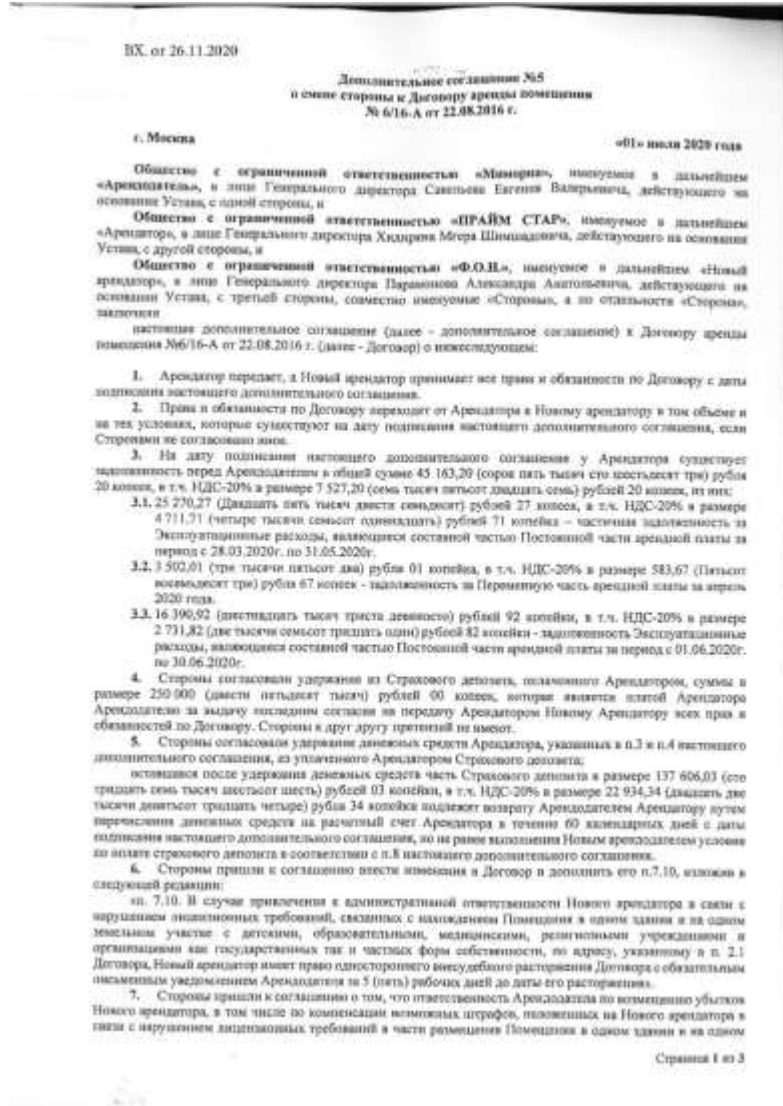 ВХ. от 26.11.2020
Дополнительное соглашение №5
о смене стороны к Договору аренды помещения
№ 6/16-А от 22.08.2016 г.
г. Москва «01» июля 2020 года
Общество с ограниченной ответственностью «Миморна», именуемое в дальнейшем
«Арендодатель», в лице Генерального директора Савельева Евгения Валерьевича, действующего на
основании Устава, с одной стороны, и
Общество с ограниченной ответственностью «ПРАЙМ СТАР», именуемое в дальнейшем
«Арендатор», в лице Генерального директора Хидиряна Мгера Шимшадовича, действующего на основании
Устава, с другой стороны, и
Общество с ограниченной ответственностью «Ф.О.Н.», именуемое в дальнейшем «Новый
арендатор», в лице Генерального директора Парамонова Александра Анатольевича, действующего на
основании Устава, с третьей стороны, совместно именуемые «Стороны», а по отдельности «Сторона»,
заключили
настоящее дополнительное соглашение (далее - дополнительное соглашение) к Договору аренды
помещения №6/16-А от 22.08.2016 г. (далее - Договор) о нижеследующем:
1. Арендатор передает, а Новый арендатор принимает все права и обязанности по Договору с даты
подписания настоящего дополнительного соглашения.
2. Права и обязанности по Договору переходят от Арендатора к Новому арендатору в том объеме и
на тех условиях, которые существуют на дату подписания настоящего дополнительного соглашения, если
Сторонами не согласовано иное.
3. На дату подписания настоящего дополнительного соглашения у Арендатора существует
задолженность перед Арендодателем в общей сумме 45 163,20 (сорок пять тысяч сто шестьдесят три) рубля
20 копеек, в т.ч. НДС-20% в размере 7 527,20 (семь тысяч пятьсот двадцать семь) рублей 20 копеек, из них:
3.1. 25 270,27 (Двадцать пять тысяч двести семьдесят) рублей 27 копеек, в т.ч. НДС-20% в размере
4 711,71 (четыре тысячи семьсот одиннадцать) рублей 71 копейка – частичная задолженность за
Эксплуатационные расходы, являющиеся составной частью Постоянной части арендной платы за
период с 28.03.2020г. по 31.05.2020г.
3.2. 3 502,01 (три тысячи пятьсот два) рубля 01 копейка, в т.ч. НДС-20% в размере 583,67 (Пятьсот
восемьдесят три) рубля 67 копеек - задолженность за Переменную часть арендной платы за апрель
2020 года.
3.3. 16 390,92 (шестнадцать тысяч триста девяносто) рублей 92 копейки, в т.ч. НДС-20% в размере
2 731,82 (две тысячи семьсот тридцать один) рублей 82 копейки - задолженность Эксплуатационные
расходы, являющиеся составной частью Постоянной части арендной платы за период с 01.06.2020г.
по 30.06.2020г.
4. Стороны согласовали удержание из Страхового депозита, оплаченного Арендатором, суммы в
размере 250 000 (двести пятьдесят тысяч) рублей 00 копеек, которая является платой Арендатора
Арендодателю за выдачу последним согласия на передачу Арендатором Новому Арендатору всех прав и
обязанностей по Договору. Стороны к друг другу претензий не имеют.
5. Стороны согласовали удержание денежных средств Арендатора, указанных в п.3 и п.4 настоящего
дополнительного соглашения, из уплаченного Арендатором Страхового депозита;
оставшаяся после удержания денежных средств часть Страхового депозита в размере 137 606,03 (сто
тридцать семь тысяч шестьсот шесть) рублей 03 копейки, в т.ч. НДС-20% в размере 22 934,34 (двадцать две
тысячи девятьсот тридцать четыре) рубля 34 копейки подлежит возврату Арендодателем Арендатору путем
перечисления денежных средств на расчетный счет Арендатора в течение 60 календарных дней с даты
подписания настоящего дополнительного соглашения, но не ранее выполнения Новым арендодателем условия
по оплате страхового депозита в соответствии с п.8 настоящего дополнительного соглашения.
6. Стороны пришли к соглашению внести изменения в Договор и дополнить его п.7.10, изложив в
следующей редакции:
«п. 7.10. В случае привлечения к административной ответственности Нового арендатора в связи с
нарушением лицензионных требований, связанных с нахождением Помещения в одном здании и на одном
земельном участке с детскими, образовательными, медицинскими, религиозными учреждениями и
организациями как государственных так и частных форм собственности, по адресу, указанному в п. 2.1
Договора, Новый арендатор имеет право одностороннего внесудебного расторжения Договора с обязательным
письменным уведомлением Арендодателя за 5 (пять) рабочих дней до даты его расторжения.
7. Стороны пришли к соглашению о том, что ответственность Арендодателя по возмещению убытков
Нового арендатора, в том числе по компенсации возможных штрафов, наложенных на Нового арендатора в
связи с нарушением лицензионных требований в части размещения Помещения в одном здании и на одном
Страница 1 из 3